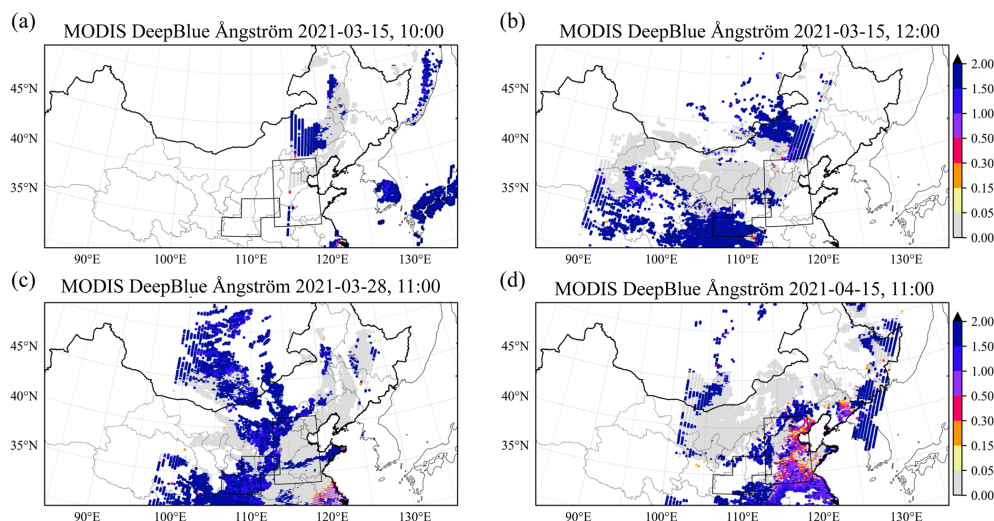 (a)
MODIS DeepBlue Ångström 2021-03-15, 10:00
45°N
40°N
35°N
90°E 100°E 110°E 120°E 130°E
(b)
MODIS DeepBlue Ångström 2021-03-15, 12:00
45°N
40°N
35°N
90°E 100°E 110°E 120°E 130°E
2.00
1.50
1.00
0.50
0.30
0.15
0.05
0.00
(c)
MODIS DeepBlue Ångström 2021-03-28, 11:00
45°N
40°N
35°N
90°E 100°E 110°E 120°E 130°E
(d)
MODIS DeepBlue Ångström 2021-04-15, 11:00
45°N
40°N
35°N
90°E 100°E 110°E 120°E 130°E
2.00
1.50
1.00
0.50
0.30
0.15
0.05
0.00